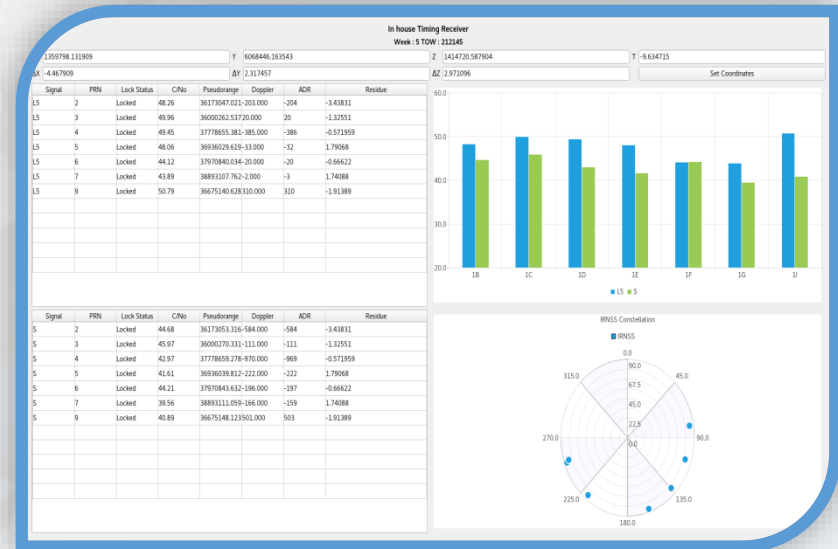 In house Timing Receiver
Week : 5 TOW : 212145
1359798.131909 Y 6068446.163543 Z 1414720.587904 T -9.634715
ΔX -4.467909 ΔY 2.317457 ΔZ 2.971096 Set Coordinates
Signal PRN Lock Status C/No Pseudorange Doppler ADR Residue
L5 2 Locked 48.26 36173047.021 -203.000 -204 -3.43831
L5 3 Locked 49.96 36000262.537 20.000 20 -1.32551
L5 4 Locked 49.45 37778655.381 -385.000 -386 -0.571959
L5 5 Locked 48.06 36936029.619 -33.000 -32 1.79068
L5 6 Locked 44.12 37970840.034 -20.000 -20 -0.66622
L5 7 Locked 43.89 38893107.762 -2.000 -3 1.74088
L5 9 Locked 50.79 36675140.628 310.000 310 -1.91389
60.0
50.0
40.0
30.0
20.0
1B 1C 1D 1E 1F 1G 1I
L5 S
Signal PRN Lock Status C/No Pseudorange Doppler ADR Residue
S 2 Locked 44.68 36173053.316 -584.000 -584 -3.43831
S 3 Locked 45.97 36000270.331 -111.000 -111 -1.32551
S 4 Locked 42.97 37778659.278 -970.000 -969 -0.571959
S 5 Locked 41.61 36936039.812 -222.000 -222 1.79068
S 6 Locked 44.21 37970843.632 -196.000 -197 -0.66622
S 7 Locked 39.56 38893111.059 -166.000 -159 1.74088
S 9 Locked 40.89 36675148.123 501.000 503 -1.91389
IRNSS Constellation
IRNSS
0.0
90.0
315.0 67.5 45.0
45.0
22.5
270.0 0.0 90.0
225.0 135.0
180.0